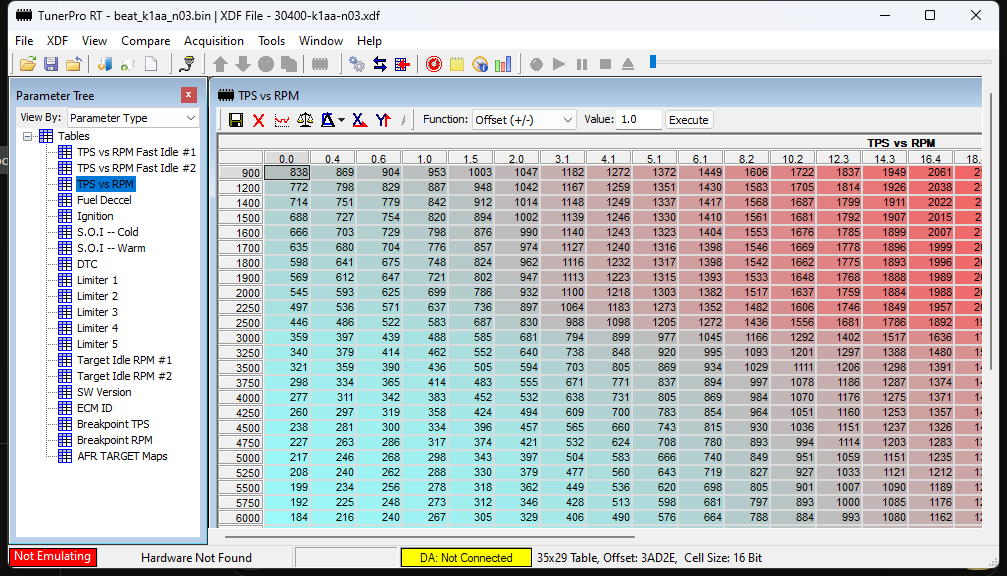 TunerPro RT - beat_k1aa_n03.bin | XDF File - 30400-k1aa-n03.xdf
File XDF View Compare Acquisition Tools Window Help
Parameter Tree
View By: Parameter Type
Tables
TPS vs RPM Fast Idle #1
TPS vs RPM Fast Idle #2
TPS vs RPM
Fuel Deccel
Ignition
S.O.I -- Cold
S.O.I -- Warm
DTC
Limiter 1
Limiter 2
Limiter 3
Limiter 4
Limiter 5
Target Idle RPM #1
Target Idle RPM #2
SW Version
ECM ID
Breakpoint TPS
Breakpoint RPM
AFR TARGET Maps
TPS vs RPM
Function: Offset (+/-) Value: 1.0 Execute
TPS vs RPM
0.0 0.4 0.6 1.0 1.5 2.0 3.1 4.1 5.1 6.1 8.2 10.2 12.3 14.3 16.4 18.
900 838 869 904 953 1003 1047 1182 1272 1372 1449 1606 1722 1837 1949 2061 2
1200 772 798 829 887 948 1042 1167 1259 1351 1430 1583 1705 1814 1926 2038 2
1400 714 751 779 842 912 1014 1148 1249 1337 1417 1568 1687 1799 1911 2022 2
1500 688 727 754 820 894 1002 1139 1246 1330 1410 1561 1681 1792 1907 2015 2
1600 666 703 729 798 876 990 1140 1243 1323 1404 1553 1676 1785 1899 2007 2
1700 635 680 704 776 857 974 1127 1240 1316 1398 1546 1669 1778 1896 1999 2
1800 598 641 675 748 824 962 1116 1232 1317 1398 1542 1662 1775 1893 1996 2
1900 569 612 647 721 802 947 1113 1223 1315 1393 1533 1648 1768 1888 1989 2
2000 545 593 625 699 786 932 1100 1218 1303 1382 1517 1637 1759 1884 1988 2
2250 497 536 571 637 736 897 1064 1183 1273 1352 1482 1606 1746 1849 1957 2
2500 446 486 522 583 687 830 988 1098 1205 1272 1436 1556 1681 1786 1892 1
3000 359 397 439 488 585 681 794 899 977 1045 1166 1292 1402 1517 1636 1
3250 340 379 414 462 552 640 738 848 920 995 1093 1201 1297 1388 1480 1
3500 321 359 390 436 505 594 703 805 869 934 1029 1111 1206 1298 1391 1
3750 298 334 365 414 483 555 671 771 837 894 997 1078 1186 1287 1374 1
4000 277 311 342 383 452 532 638 731 805 869 984 1070 1176 1275 1371 1
4250 260 297 319 358 424 494 609 700 783 854 964 1051 1160 1253 1357 1
4500 238 281 300 334 396 457 565 660 743 815 930 1036 1151 1237 1326 1
4750 227 263 286 317 374 421 532 624 708 780 893 994 1114 1203 1283 1
5000 217 246 268 298 343 397 504 583 666 740 849 951 1059 1151 1235 1
5250 208 240 262 288 330 379 477 560 643 719 827 927 1033 1121 1212 1
5500 199 234 256 278 318 362 449 536 620 698 805 901 1007 1090 1189 1
5750 192 225 248 273 312 346 428 513 598 681 797 893 1000 1085 1176 1
6000 184 216 240 267 305 329 406 490 576 664 788 884 993 1080 1162 1
Not Emulating Hardware Not Found DA: Not Connected 35x29 Table, Offset: 3AD2E, Cell Size: 16 Bit